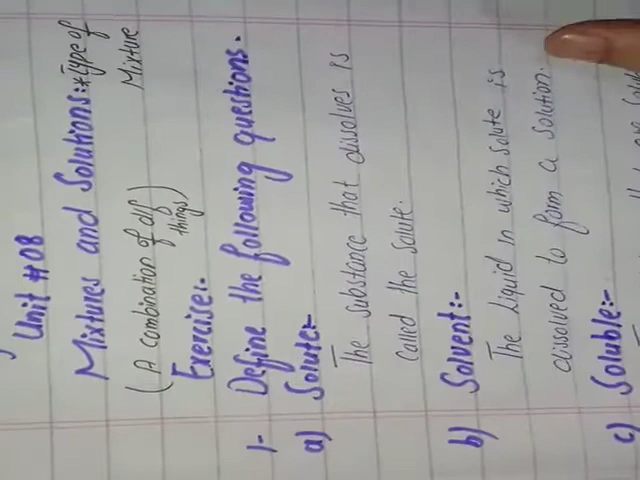 Unit # 08
Mixtures and Solutions:*Type of
(A combination of dif Mixture
things)
Exercise:-
1- Define the following questions.
a) Solute:-
The substance that dissolves is
called the solute.
b) Solvent:-
The liquid in which solute is
dissolved to form a solution.
c) Soluble:-